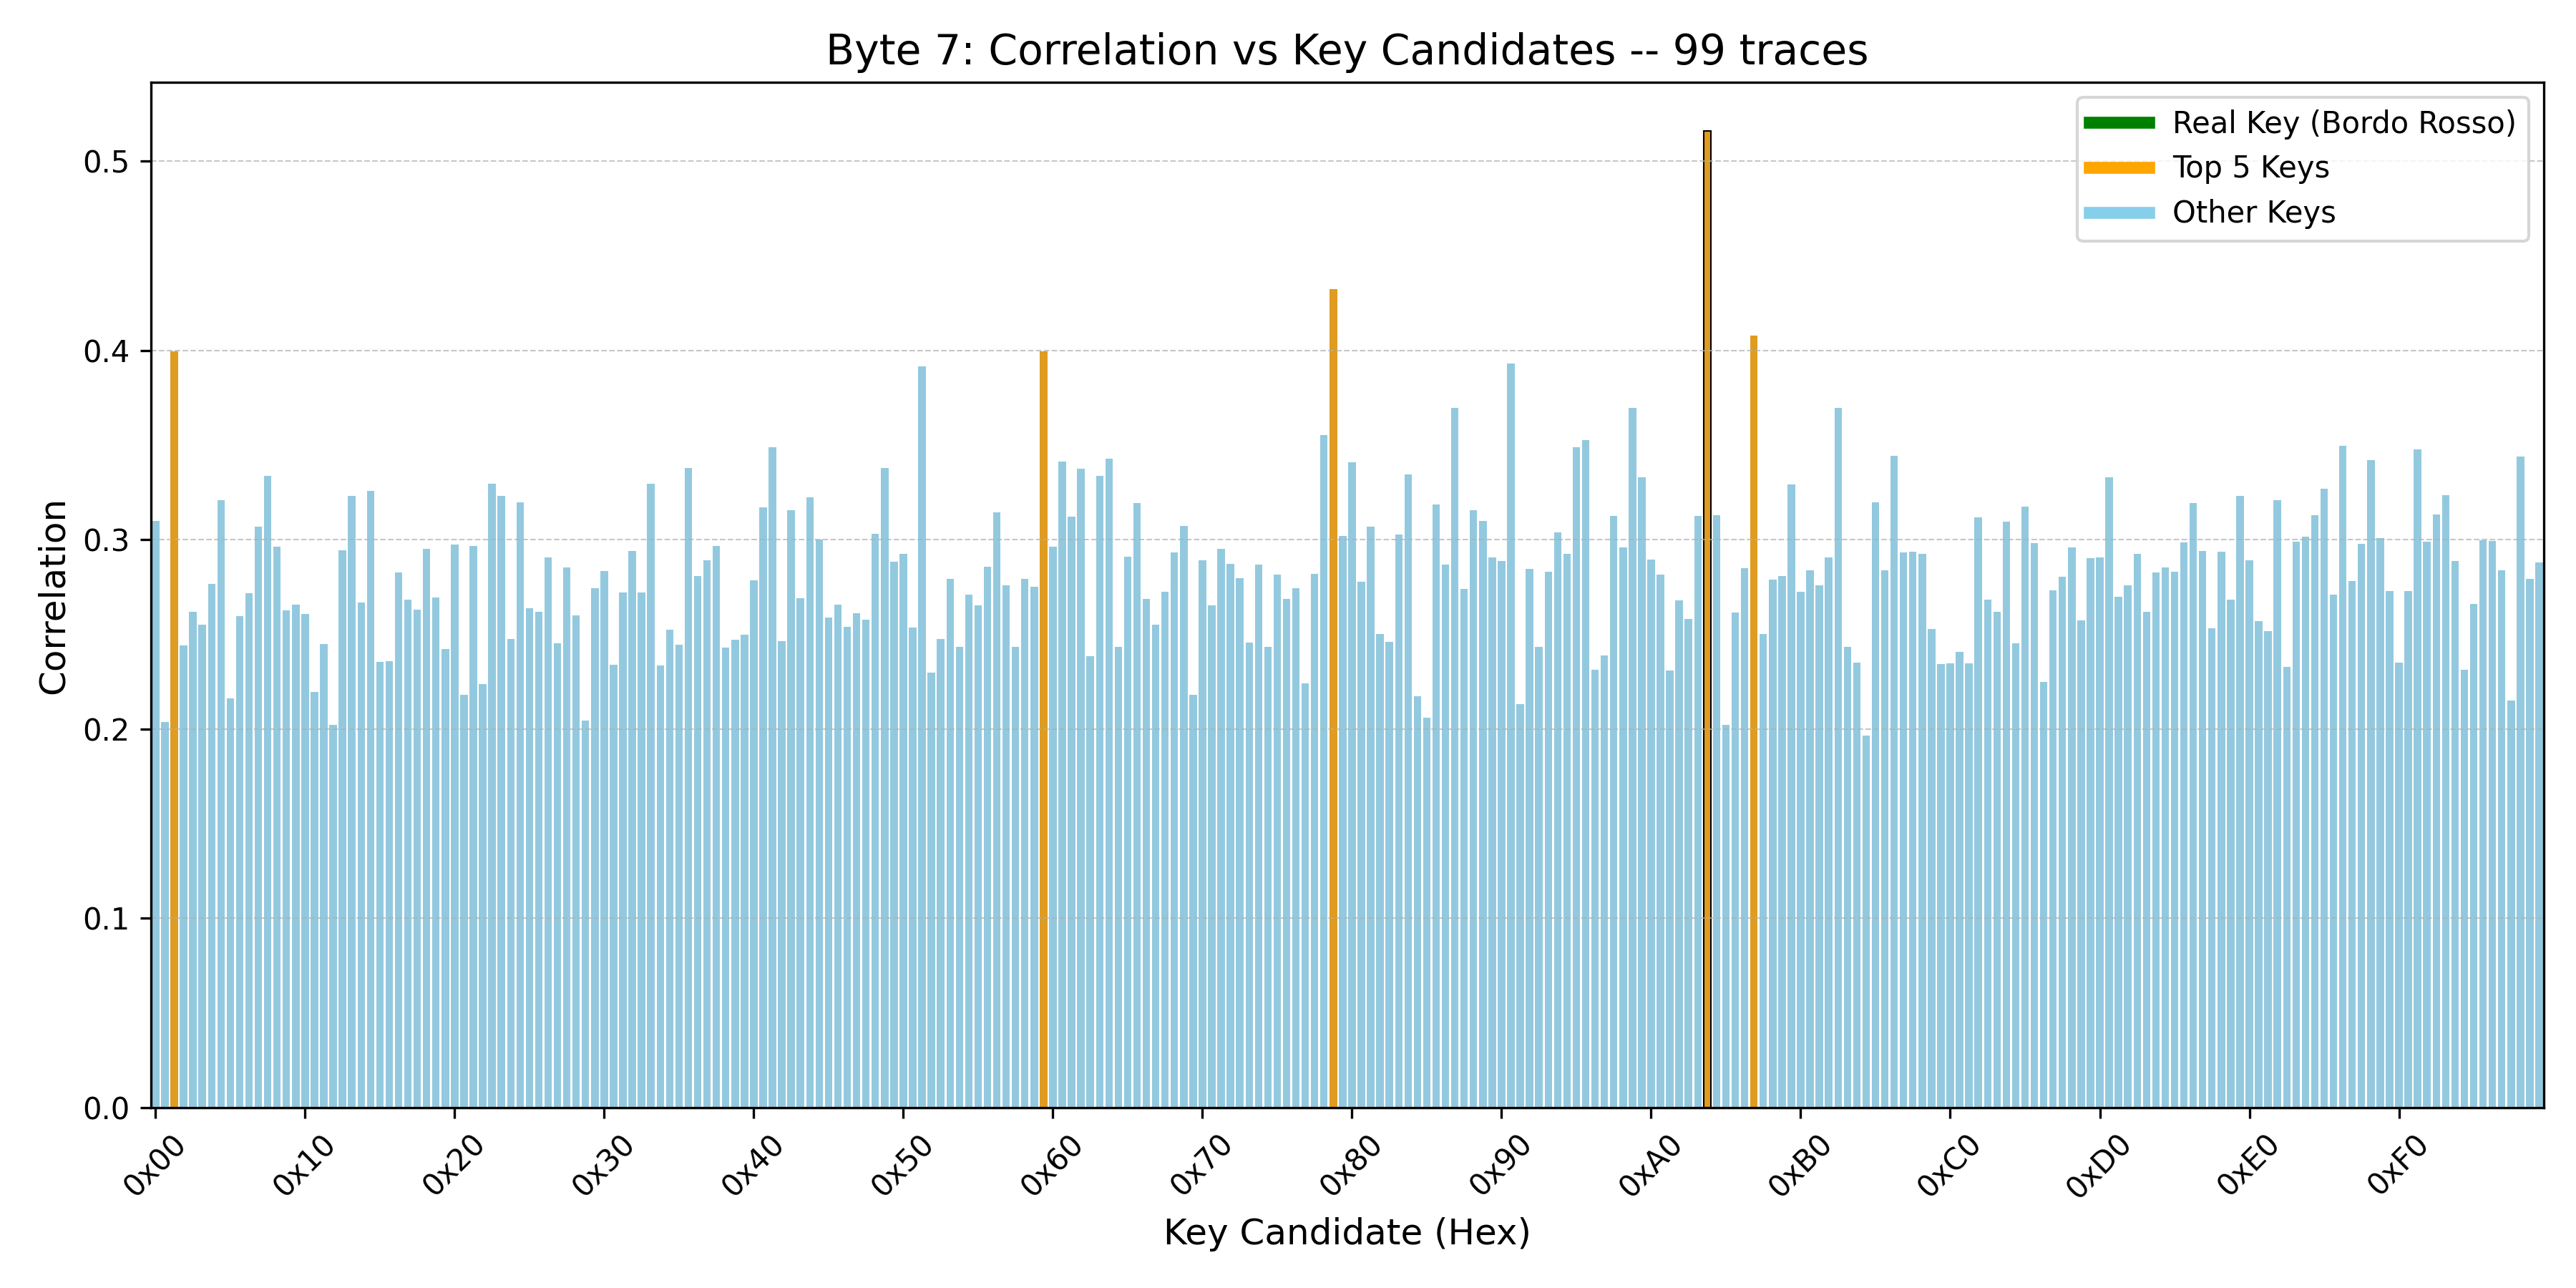 Byte 7: Correlation vs Key Candidates -- 99 traces
Real Key (Bordo Rosso)
Top 5 Keys
Other Keys
Correlation
0.5
0.4
0.3
0.2
0.1
0.0
0x00 0x10 0x20 0x30 0x40 0x50 0x60 0x70 0x80 0x90 0xA0 0xB0 0xC0 0xD0 0xE0 0xF0
Key Candidate (Hex)